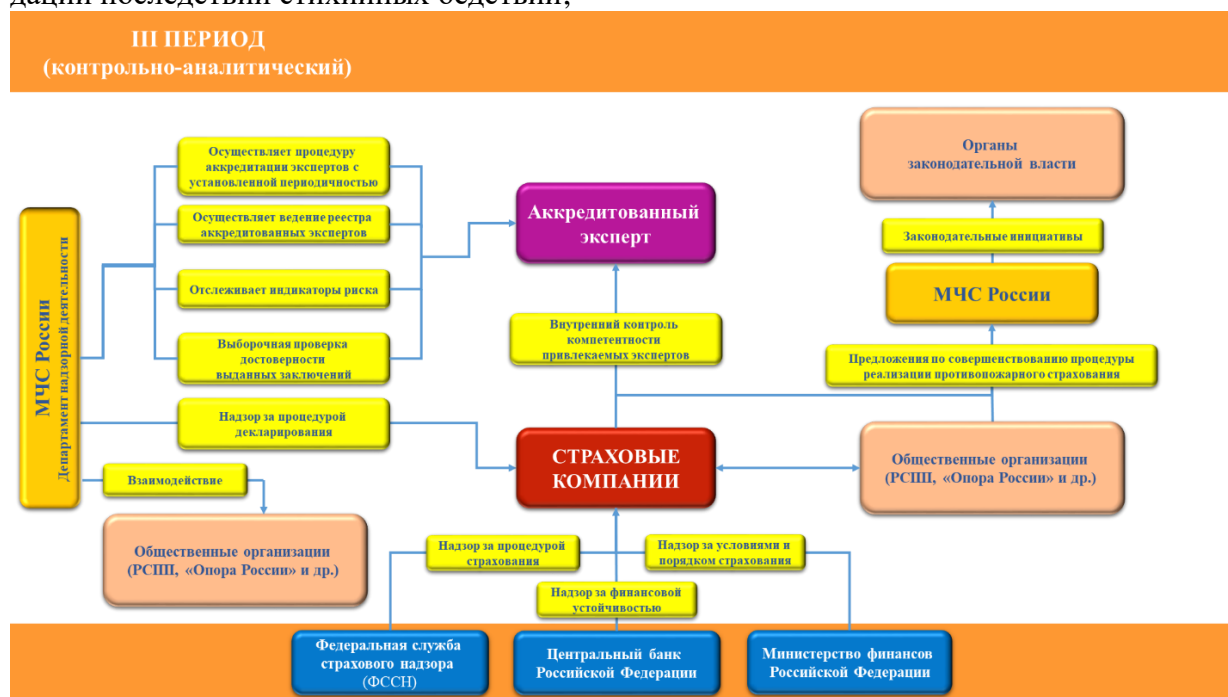 дации последствий стихийных бедствий;
III ПЕРИОД
(контрольно-аналитический)
Осуществляет процедуру
аккредитации экспертов с
установленной периодичностью
Осуществляет ведение реестра
аккредитованных экспертов
Отслеживает индикаторы риска
Выборочная проверка
достоверности
выданных заключений
Надзор за процедурой
декларирования
МЧС России
Департамент надзорной деятельности
Взаимодействие
Общественные организации
(РСПП, «Опора России» и др.)
Аккредитованный
эксперт
Внутренний контроль
компетентности
привлекаемых экспертов
СТРАХОВЫЕ
КОМПАНИИ
Органы
законодательной власти
Законодательные инициативы
МЧС России
Предложения по совершенствованию процедуры
реализации противопожарного страхования
Общественные организации
(РСПП, «Опора России» и др.)
Надзор за процедурой
страхования
Надзор за условиями и
порядком страхования
Надзор за финансовой
устойчивостью
Федеральная служба
страхового надзора
(ФССН)
Центральный банк
Российской Федерации
Министерство финансов
Российской Федерации